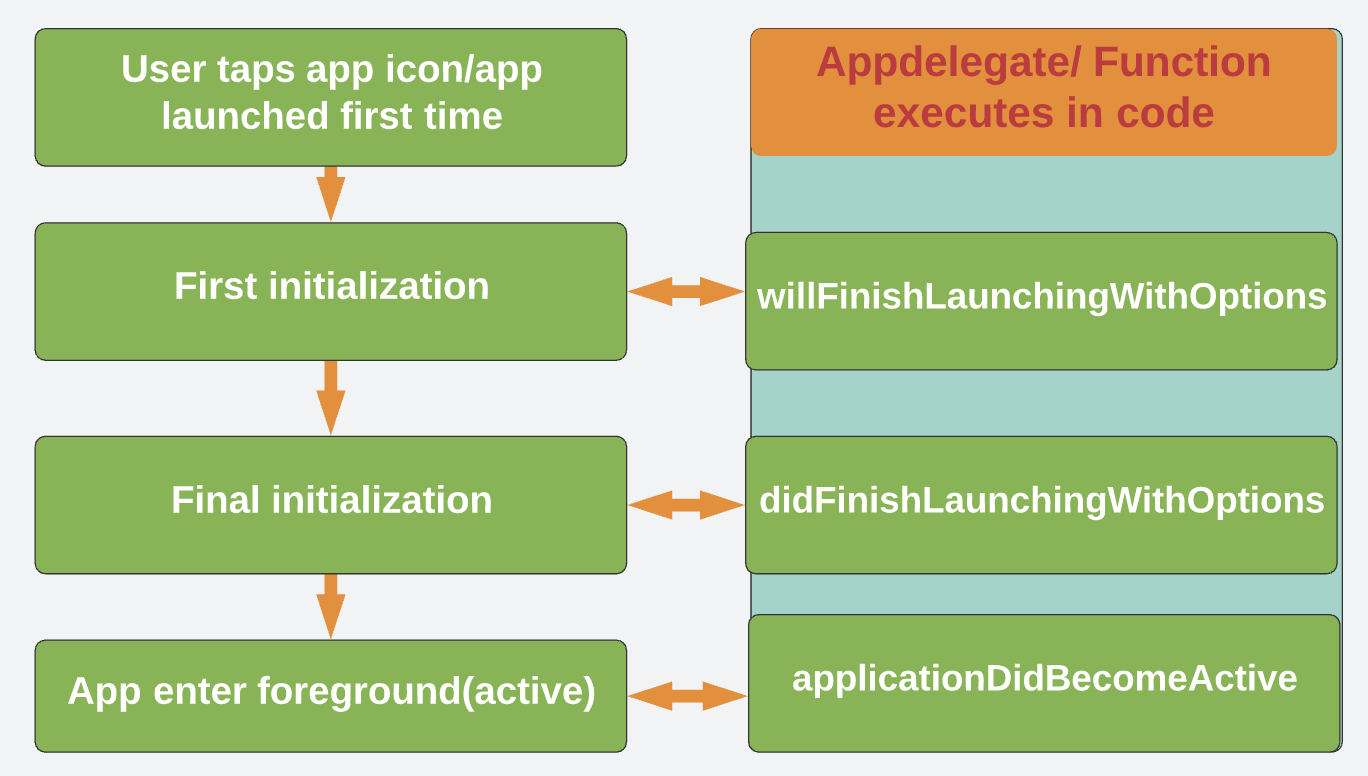 User taps app icon/app
launched first time
Appdelegate/ Function
executes in code
First initialization
willFinishLaunchingWithOptions
Final initialization
didFinishLaunchingWithOptions
App enter foreground(active)
applicationDidBecomeActive